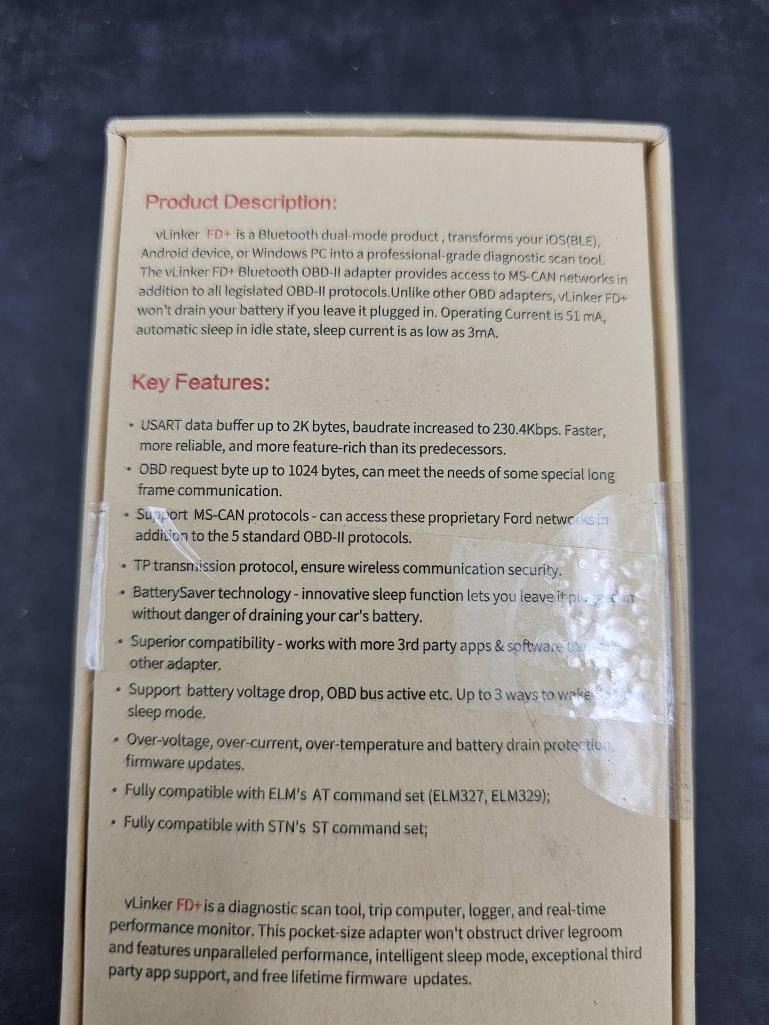 Product Description:
vLinker FD+ is a Bluetooth dual-mode product , transforms your iOS(BLE),
Android device, or Windows PC into a professional-grade diagnostic scan tool.
The vLinker FD+ Bluetooth OBD-II adapter provides access to MS-CAN networks in
addition to all legislated OBD-II protocols.Unlike other OBD adapters, vLinker FD+
won't drain your battery if you leave it plugged in. Operating Current is 51 mA,
automatic sleep in idle state, sleep current is as low as 3mA.
Key Features:
• USART data buffer up to 2K bytes, baudrate increased to 230.4Kbps. Faster,
more reliable, and more feature-rich than its predecessors.
• OBD request byte up to 1024 bytes, can meet the needs of some special long
frame communication.
• Support MS-CAN protocols - can access these proprietary Ford networks in
addition to the 5 standard OBD-II protocols.
• TP transmission protocol, ensure wireless communication security.
• BatterySaver technology - innovative sleep function lets you leave it plugged in
without danger of draining your car's battery.
• Superior compatibility - works with more 3rd party apps & software
other adapter.
• Support battery voltage drop, OBD bus active etc. Up to 3 ways to wake
sleep mode.
• Over-voltage, over-current, over-temperature and battery drain protection,
firmware updates.
• Fully compatible with ELM's AT command set (ELM327, ELM329);
• Fully compatible with STN's ST command set;
vLinker FD+ is a diagnostic scan tool, trip computer, logger, and real-time
performance monitor. This pocket-size adapter won't obstruct driver legroom
and features unparalleled performance, intelligent sleep mode, exceptional third
party app support, and free lifetime firmware updates.